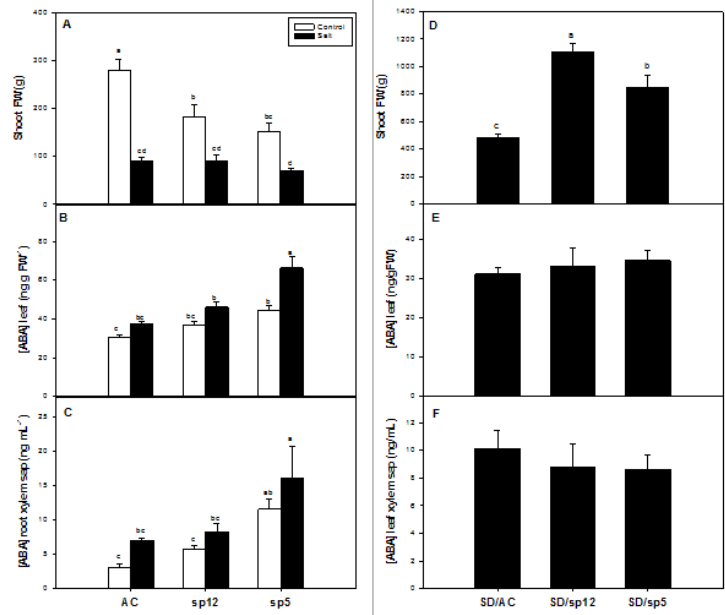 A
Control
Salt
Shoot FW(g)
400
300
200
100
0
a
cd
b
cd
bc
d
B
[ABA] leaf (ng g FW⁻¹)
80
60
40
20
0
c
bc
bc
b
b
a
C
[ABA] root xylem sap (ng mL⁻¹)
25
20
15
10
5
0
c
bc
c
bc
ab
a
AC sp12 sp5
D
Shoot FW(g)
1400
1200
1000
800
600
400
200
0
c
a
b
E
[ABA] leaf (ng/gFW)
40
30
20
10
0
F
[ABA] leaf xylem sap (ng/mL)
12
10
8
6
4
2
0
SD/AC SD/sp12 SD/sp5